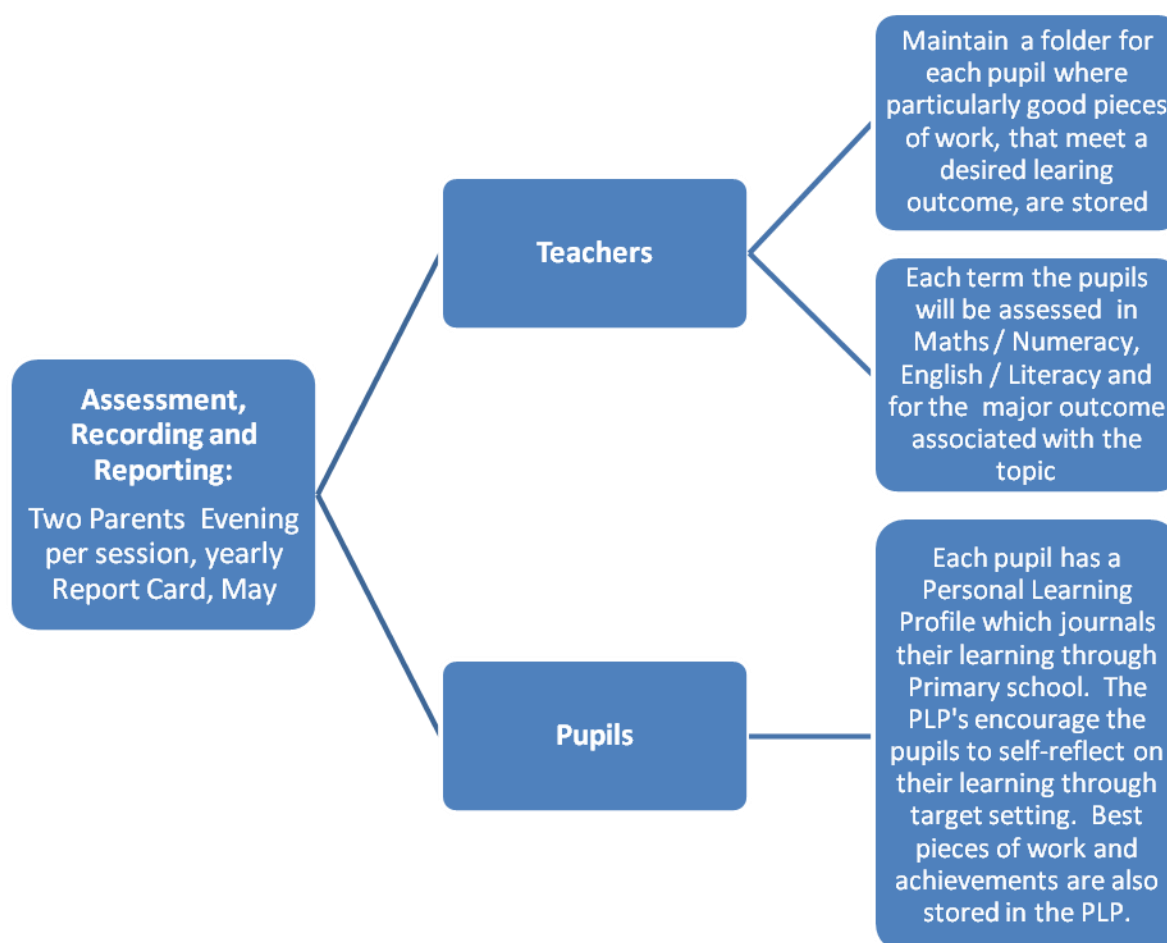 Assessment,
Recording and
Reporting:
Two Parents  Evening
per session, yearly
Report Card, May
Teachers
Maintain  a folder for
each pupil where
particularly good pieces
of work, that meet a
desired learing
outcome, are stored
Each term the pupils
will be assessed  in
Maths / Numeracy,
English / Literacy and
for the  major outcome
associated with the
topic
Pupils
Each pupil has a
Personal Learning
Profile which journals
their learning through
Primary school.  The
PLP's encourage the
pupils to self-reflect on
their learning through
target setting.  Best
pieces of work and
achievements are also
stored in the PLP.